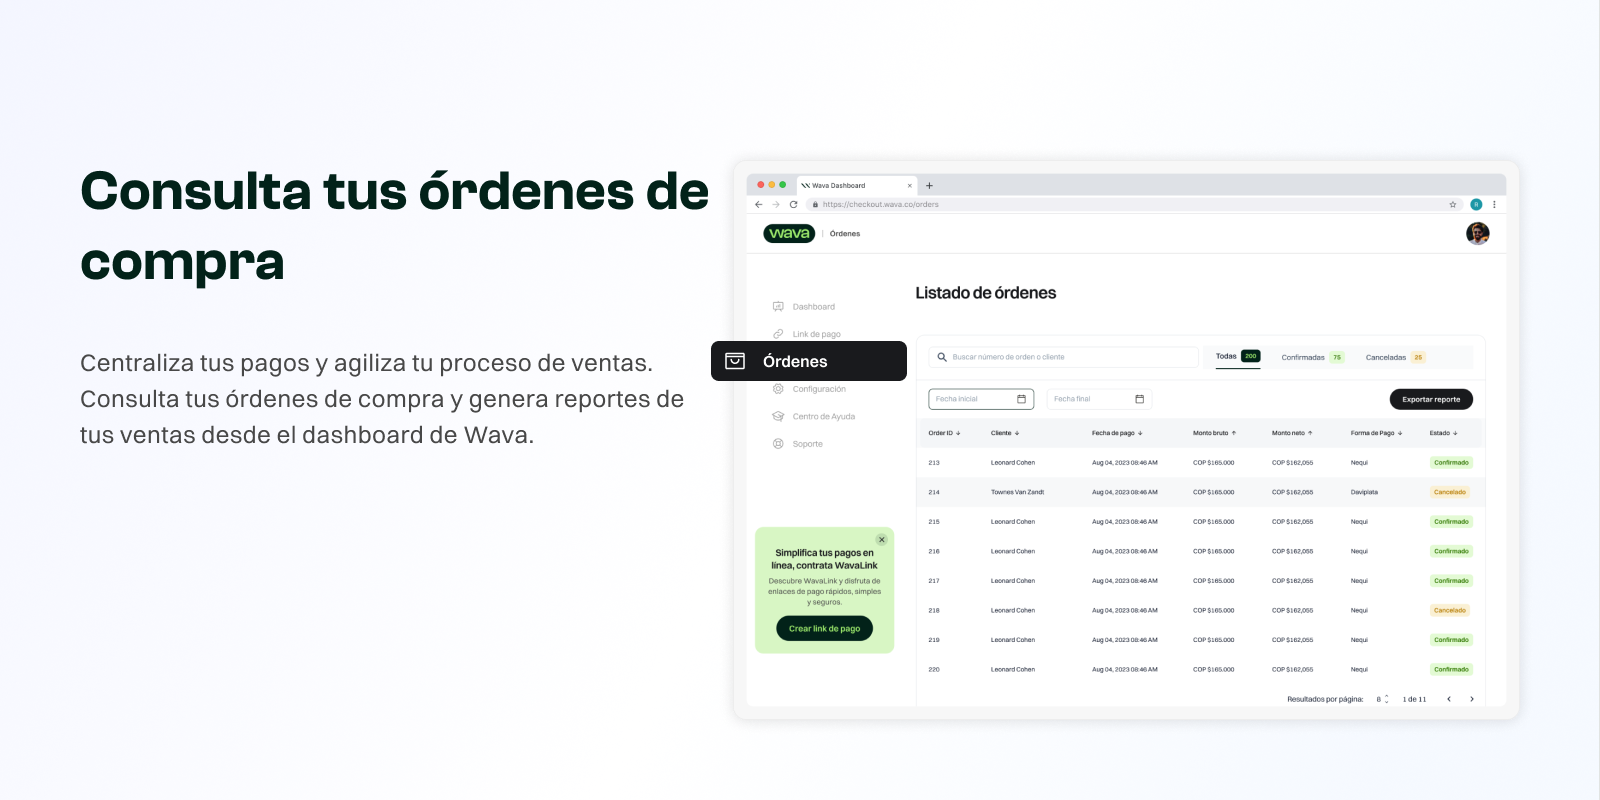 Consulta tus órdenes de
compra
Centraliza tus pagos y agiliza tu proceso de ventas.
Consulta tus órdenes de compra y genera reportes de
tus ventas desde el dashboard de Wava.
Wava Dashboard
https://checkout.wava.co/orders
R
wava | Órdenes
Dashboard
Link de pago
Órdenes
Configuración
Centro de Ayuda
Soporte
Simplifica tus pagos en
línea, contrata WavaLink
Descubre WavaLink y disfruta de
enlaces de pago rápidos, simples
y seguros.
Crear link de pago
Listado de órdenes
Buscar número de orden o cliente
Todas 200 Confirmadas 75 Canceladas 25
Fecha inicial Fecha final Exportar reporte
Order ID Cliente Fecha de pago Monto bruto Monto neto Forma de Pago Estado
213 Leonard Cohen Aug 04, 2023 08:46 AM COP $165.000 COP $162,055 Nequi Confirmado
214 Townes Van Zandt Aug 04, 2023 08:46 AM COP $165.000 COP $162,055 Daviplata Cancelado
215 Leonard Cohen Aug 04, 2023 08:46 AM COP $165.000 COP $162,055 Nequi Confirmado
216 Leonard Cohen Aug 04, 2023 08:46 AM COP $165.000 COP $162,055 Nequi Confirmado
217 Leonard Cohen Aug 04, 2023 08:46 AM COP $165.000 COP $162,055 Nequi Confirmado
218 Leonard Cohen Aug 04, 2023 08:46 AM COP $165.000 COP $162,055 Nequi Cancelado
219 Leonard Cohen Aug 04, 2023 08:46 AM COP $165.000 COP $162,055 Nequi Confirmado
220 Leonard Cohen Aug 04, 2023 08:46 AM COP $165.000 COP $162,055 Nequi Confirmado
Resultados por página: 8 1 de 11